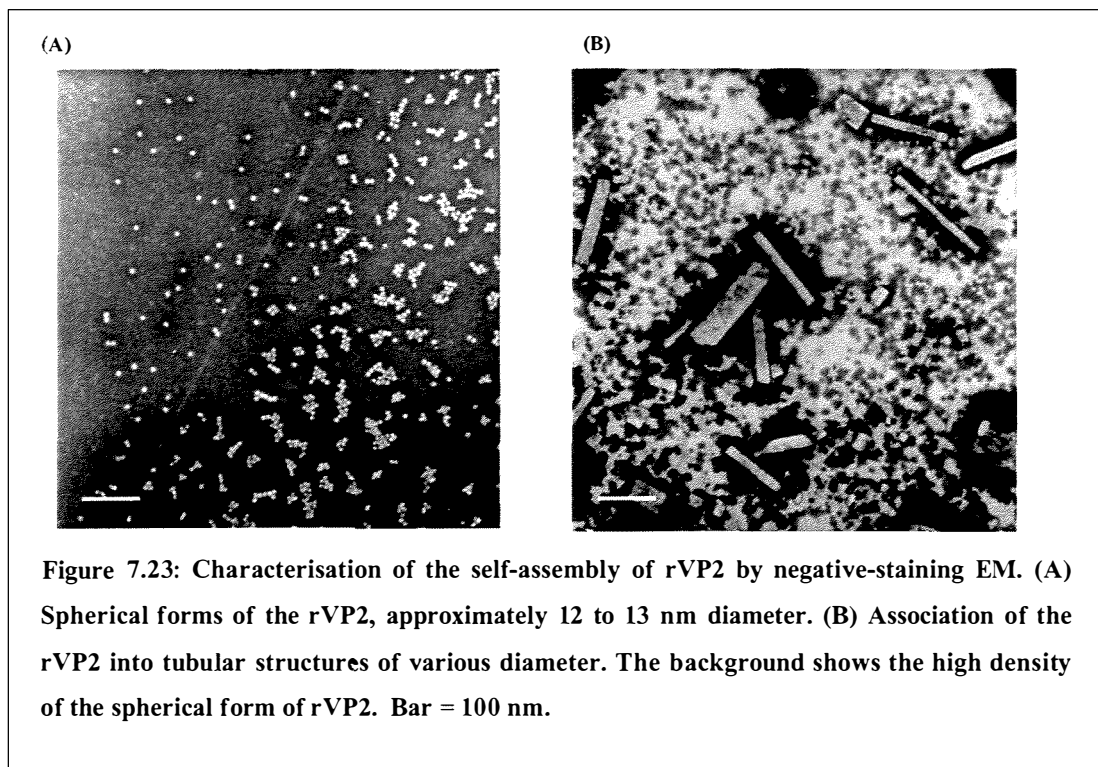 (A) (B)
Figure 7.23: Characterisation of the self-assembly of rVP2 by negative-staining EM. (A)
Spherical forms of the rVP2, approximately 12 to 13 nm diameter. (B) Association of the
rVP2 into tubular structures of various diameter. The background shows the high density
of the spherical form of rVP2. Bar = 100 nm.